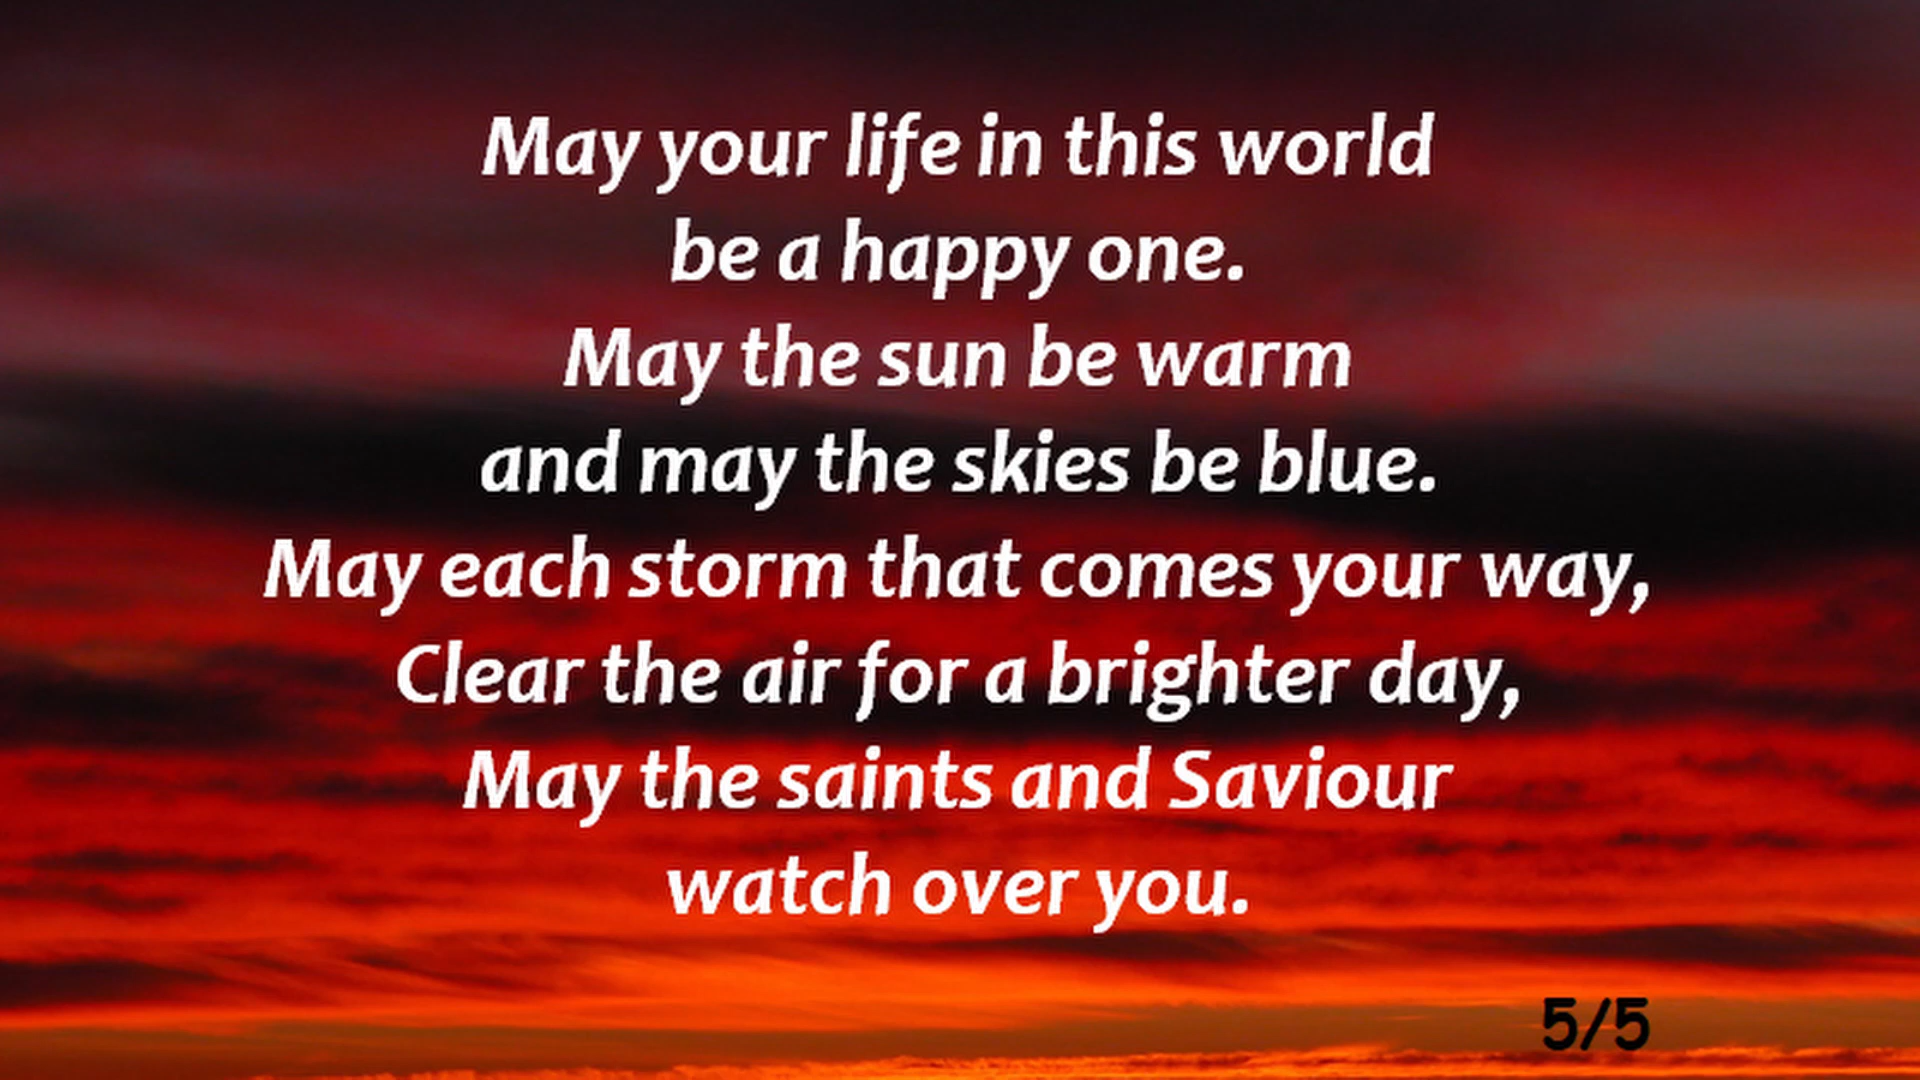 May your life in this world
be a happy one.
May the sun be warm
and may the skies be blue.
May each storm that comes your way,
Clear the air for a brighter day,
May the saints and Saviour
watch over you.
5/5